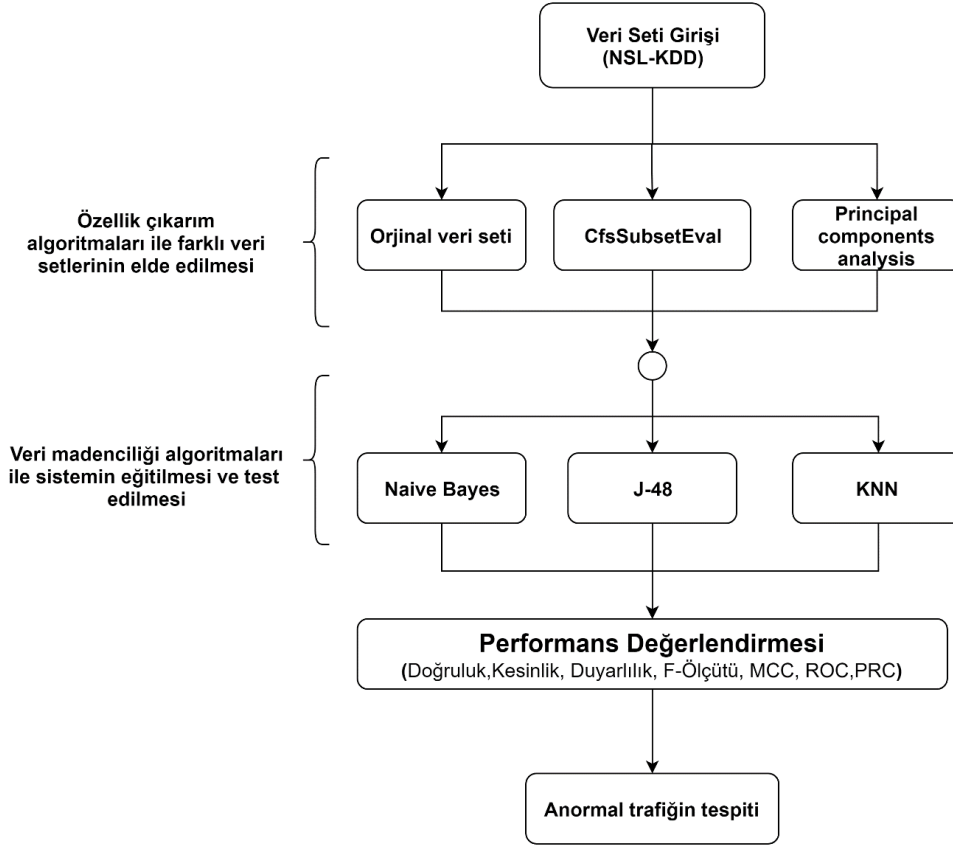 Veri Seti Girişi
(NSL-KDD)
Özellik çıkarım
algoritmaları ile farklı veri
setlerinin elde edilmesi
Orjinal veri seti
CfsSubsetEval
Principal
components
analysis
Veri madenciliği algoritmaları
ile sistemin eğitilmesi ve test
edilmesi
Naive Bayes
J-48
KNN
Performans Değerlendirmesi
(Doğruluk,Kesinlik, Duyarlılık, F-Ölçütü, MCC, ROC,PRC)
Anormal trafiğin tespiti